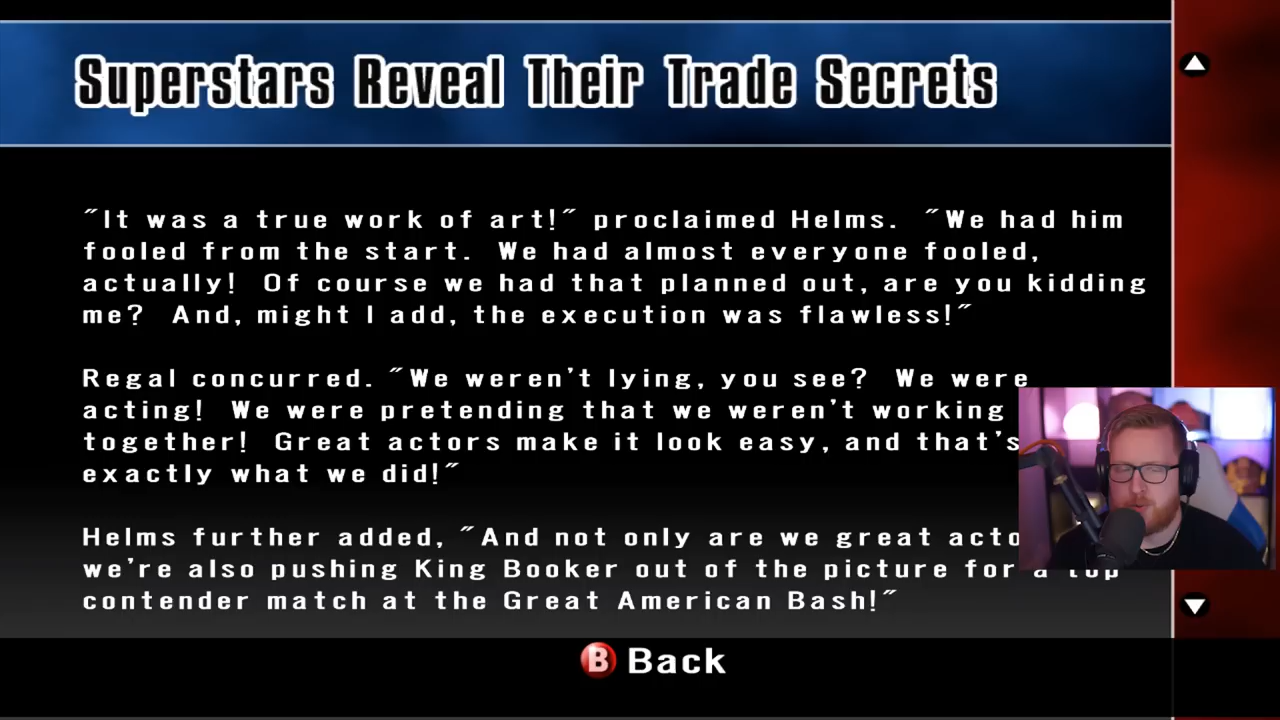 Superstars Reveal Their Trade Secrets
"It was a true work of art!" proclaimed Helms. "We had him
fooled from the start. We had almost everyone fooled,
actually! Of course we had that planned out, are you kidding
me? And, might I add, the execution was flawless!"
Regal concurred. "We weren't lying, you see? We were
acting! We were pretending that we weren't working
together! Great actors make it look easy, and that's
exactly what we did!"
Helms further added, "And not only are we great
we're also pushing King Booker out of the picture for a top
contender match at the Great American Bash!"
B Back